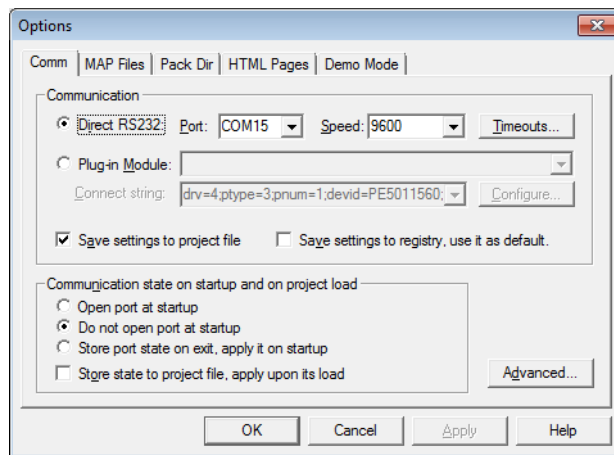 Options
Comm MAP Files Pack Dir HTML Pages Demo Mode
Communication
Direct RS232: Port: COM15 Speed: 9600 Timeouts...
Plug-in Module:
Connect string: drv=4;ptype=3;pnum=1;devid=PE5011560; Configure...
Save settings to project file Save settings to registry, use it as default.
Communication state on startup and on project load
Open port at startup
Do not open port at startup
Store port state on exit, apply it on startup
Store state to project file, apply upon its load Advanced...
OK Cancel Apply Help